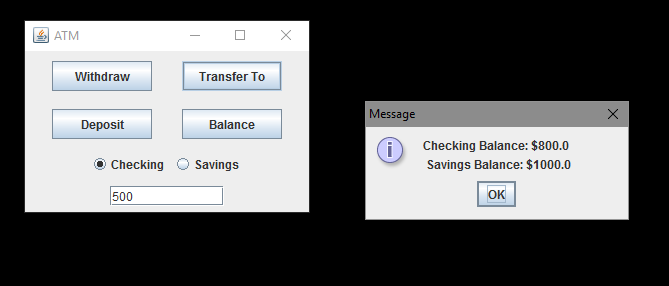 ATM
Withdraw
Transfer To
Deposit
Balance
Checking
Savings
500
Message
Checking Balance: $800.0
Savings Balance: $1000.0
OK